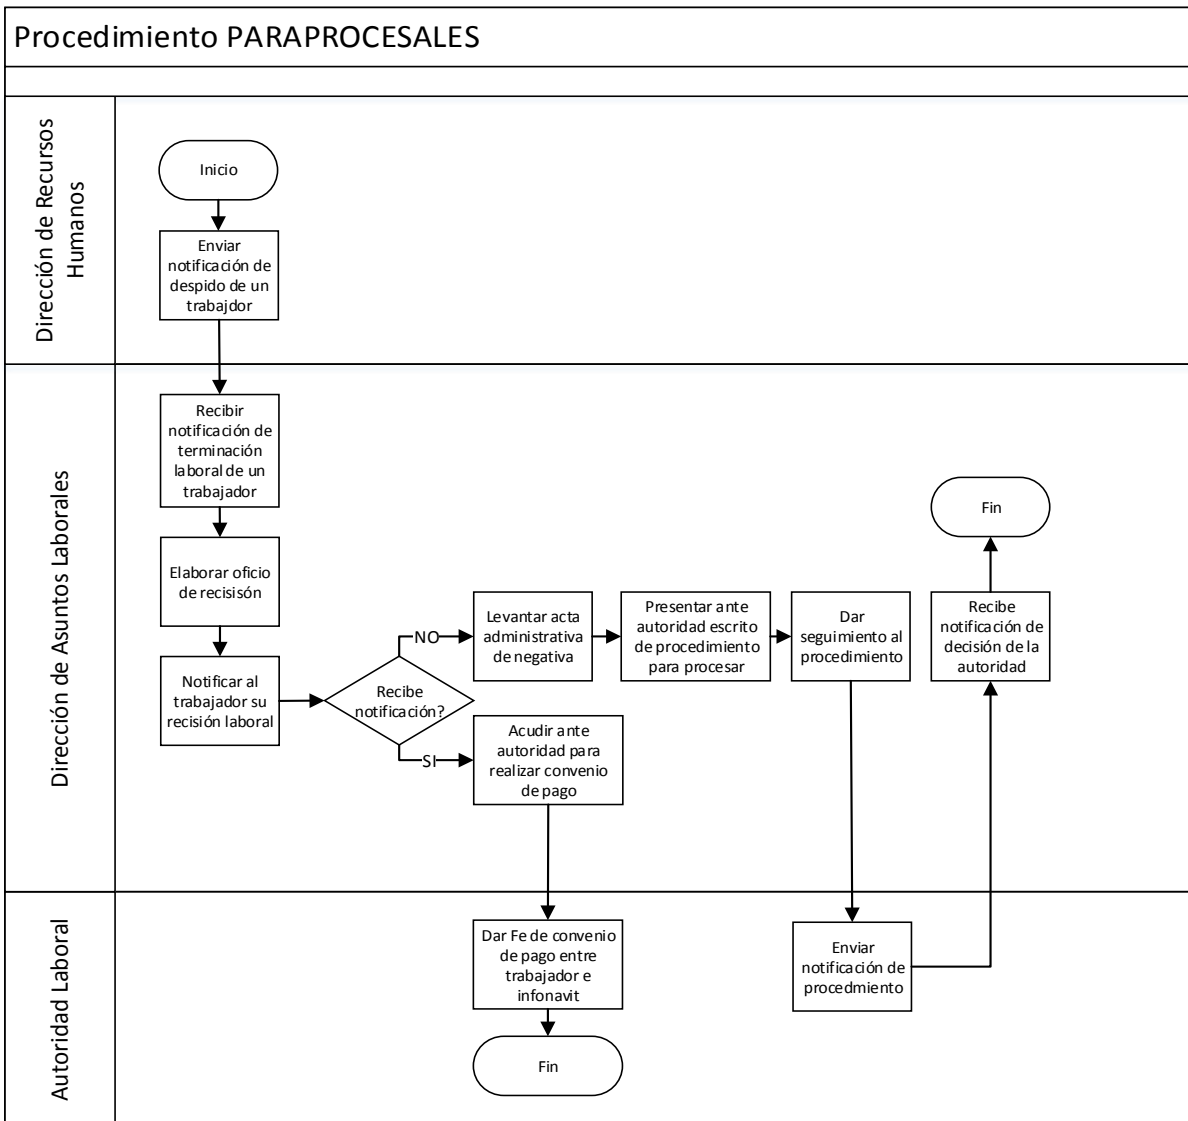 Procedimiento PARAPROCESALES
Dirección de Recursos
Humanos
Inicio
Enviar
notificación de
despido de un
trabajdor
Dirección de Asuntos Laborales
Recibir
notificación de
terminación
laboral de un
trabajador
Elaborar oficio
de recisisón
Notificar al
trabajador su
recisión laboral
Recibe
notificación?
NO
Levantar acta
administrativa
de negativa
Presentar ante
autoridad escrito
de procedimiento
para procesar
Dar
seguimiento al
procedimiento
Recibe
notificación de
decisión de la
autoridad
Fin
SI
Acudir ante
autoridad para
realizar convenio
de pago
Autoridad Laboral
Dar Fe de convenio
de pago entre
trabajador e
infonavit
Fin
Enviar
notificación de
procedmiento